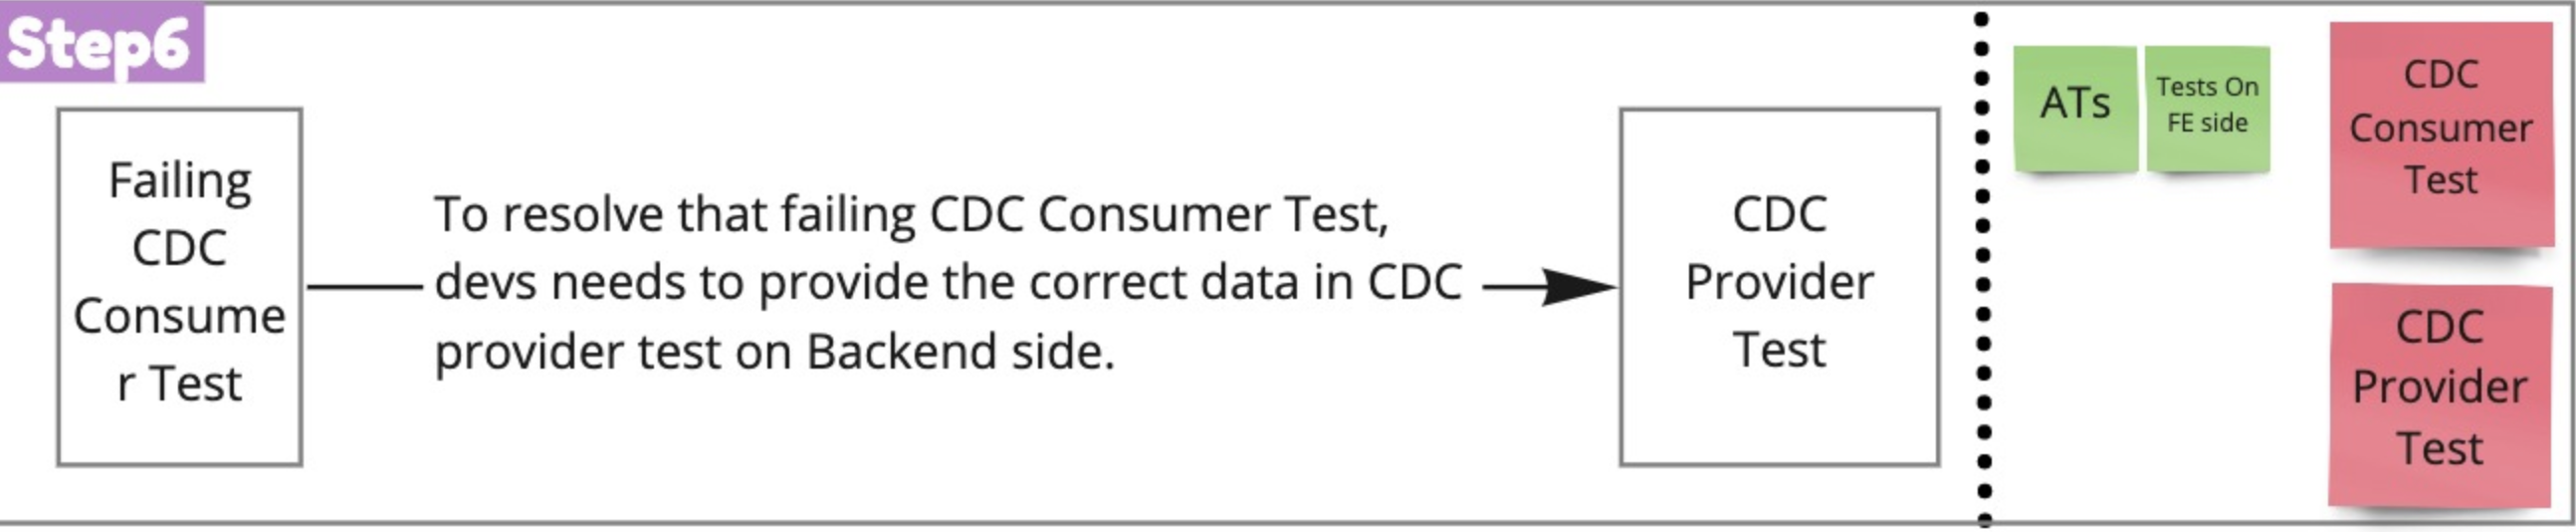 Step6
Failing
CDC
Consume
r Test
To resolve that failing CDC Consumer Test,
devs needs to provide the correct data in CDC
provider test on Backend side.
CDC
Provider
Test
ATs
Tests On
FE side
CDC
Consumer
Test
CDC
Provider
Test